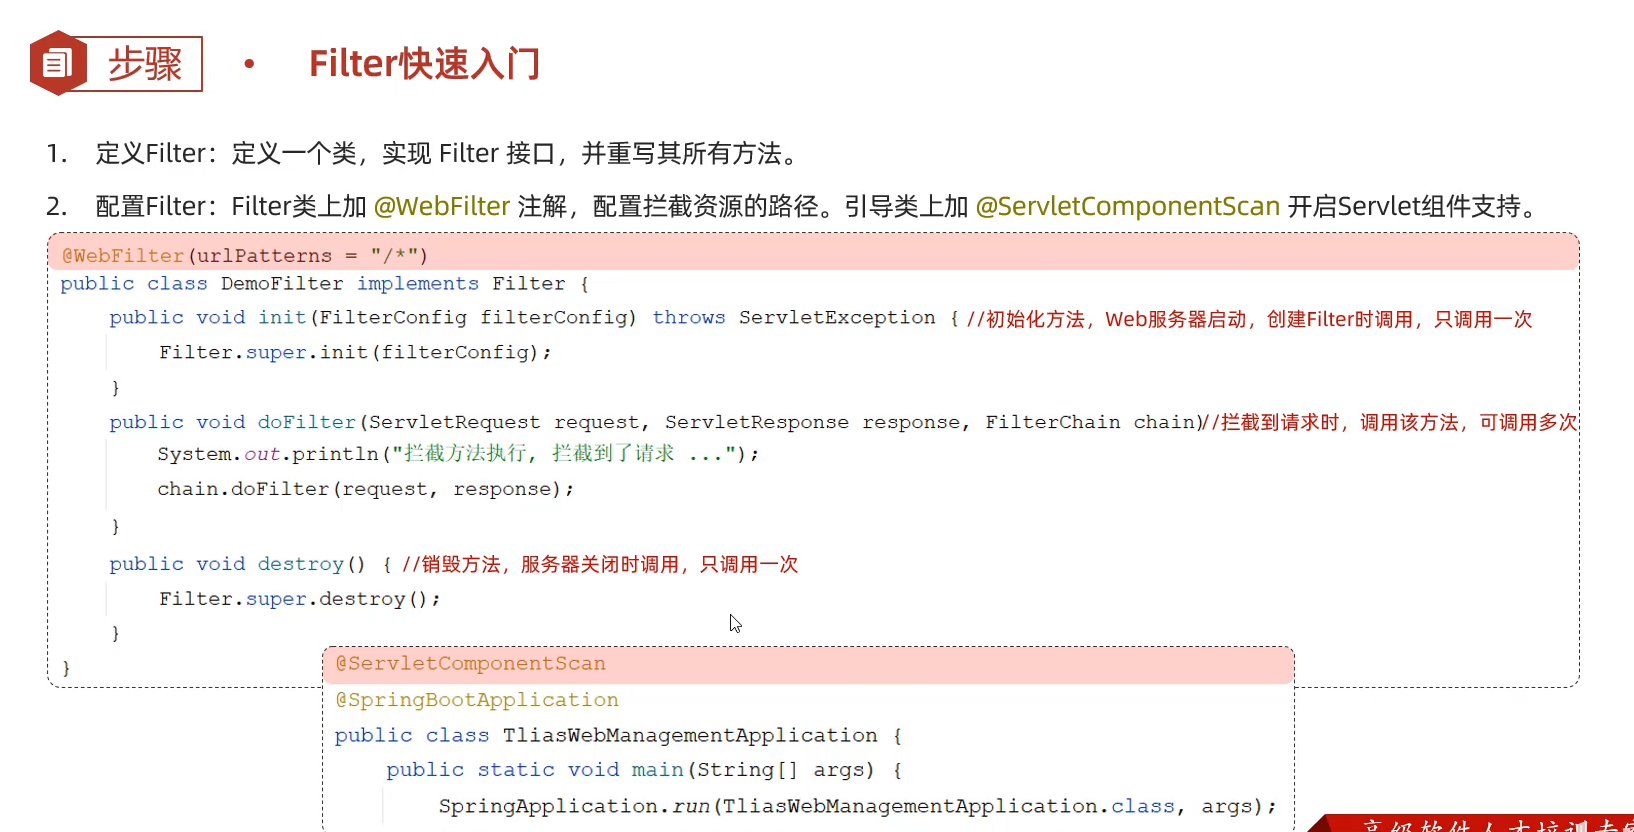 步骤 • Filter快速入门
1. 定义Filter：定义一个类，实现 Filter 接口，并重写其所有方法。
2. 配置Filter：Filter类上加 @WebFilter 注解，配置拦截资源的路径。引导类上加 @ServletComponentScan 开启Servlet组件支持。
@WebFilter(urlPatterns = "/*")
public class DemoFilter implements Filter {
public void init(FilterConfig filterConfig) throws ServletException { //初始化方法，Web服务器启动，创建Filter时调用，只调用一次
Filter.super.init(filterConfig);
}
public void doFilter(ServletRequest request, ServletResponse response, FilterChain chain)//拦截到请求时，调用该方法，可调用多次
System.out.println("拦截方法执行, 拦截到了请求 ...");
chain.doFilter(request, response);
}
public void destroy() { //销毁方法，服务器关闭时调用，只调用一次
Filter.super.destroy();
}
}
@ServletComponentScan
@SpringBootApplication
public class TliasWebManagementApplication {
public static void main(String[] args) {
SpringApplication.run(TliasWebManagementApplication.class, args);
高级软件人才培训专家